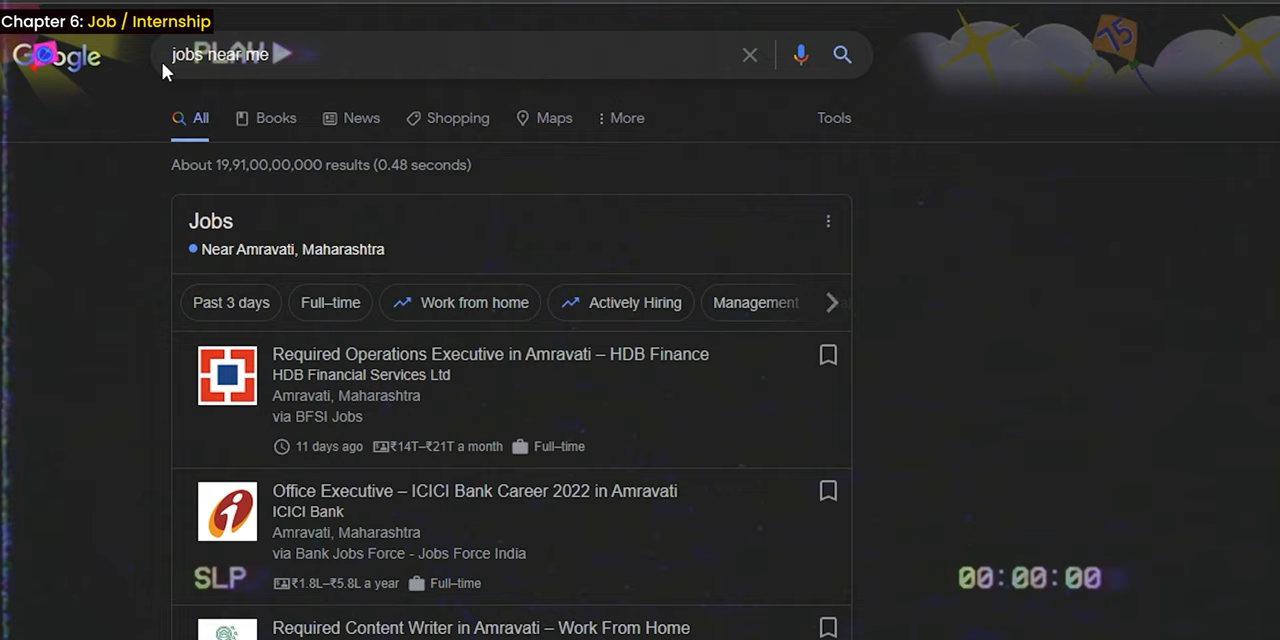 Chapter 6: Job / Internship
Google
jobs near me
PLAY
75
All
Books
News
Shopping
Maps
More
Tools
About 19,91,00,00,000 results (0.48 seconds)
Jobs
Near Amravati, Maharashtra
Past 3 days
Full-time
Work from home
Actively Hiring
Management
Required Operations Executive in Amravati – HDB Finance
HDB Financial Services Ltd
Amravati, Maharashtra
via BFSI Jobs
11 days ago ₹14T–₹21T a month Full-time
Office Executive – ICICI Bank Career 2022 in Amravati
ICICI Bank
Amravati, Maharashtra
via Bank Jobs Force - Jobs Force India
₹1.8L–₹5.8L a year Full-time
SLP
00:00:00
Required Content Writer in Amravati – Work From Home